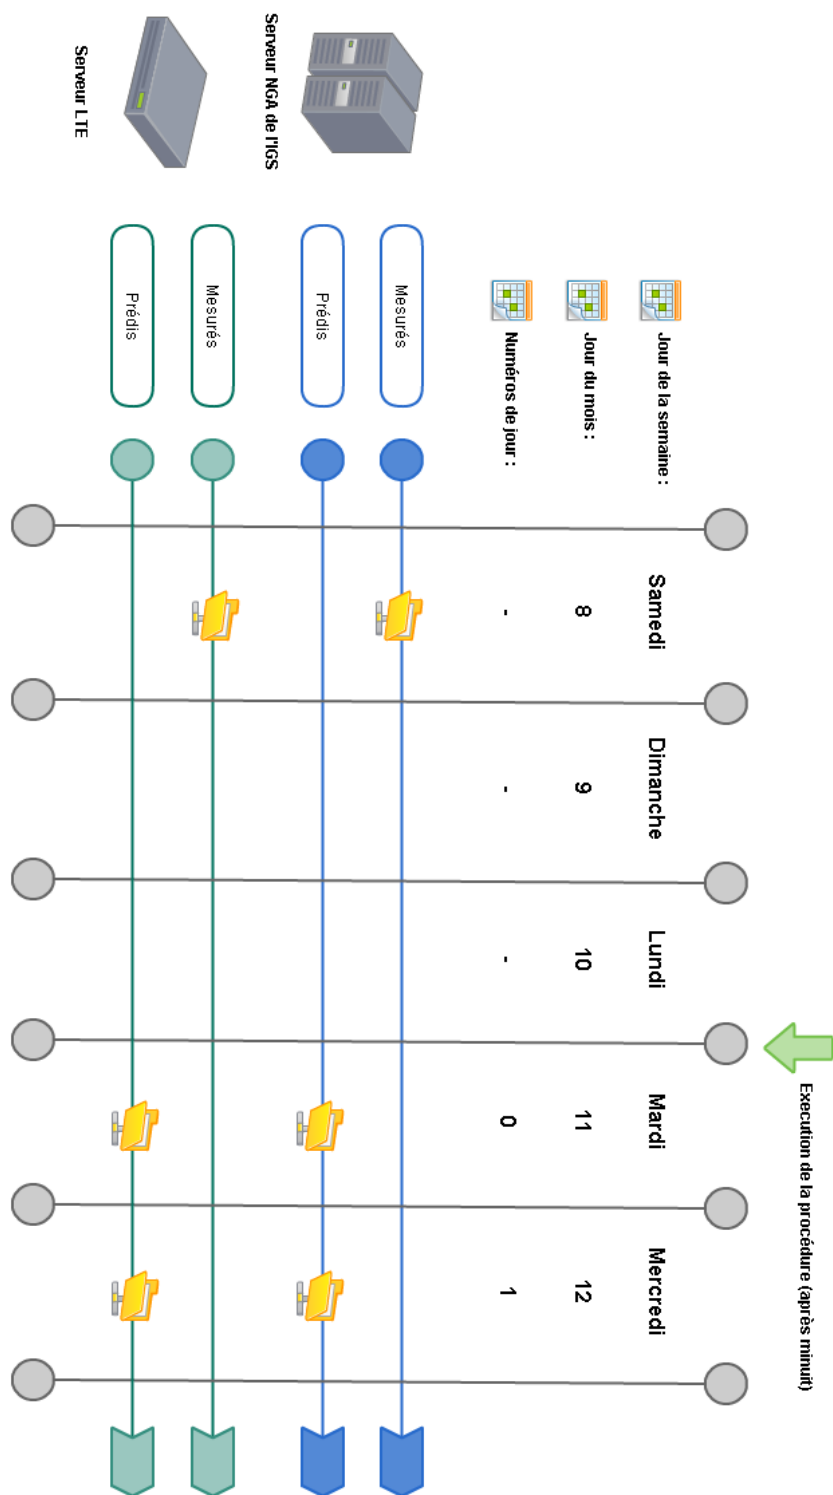 Execution de la procédure (après minuit)
Jour de la semaine :
Samedi
Dimanche
Lundi
Mardi
Mercredi
Jour du mois :
8
9
10
11
12
Numéros de jour :
-
-
-
0
1
Serveur NGA de l'IGS
Mesurés
Prédis
Serveur LTE
Mesurés
Prédis